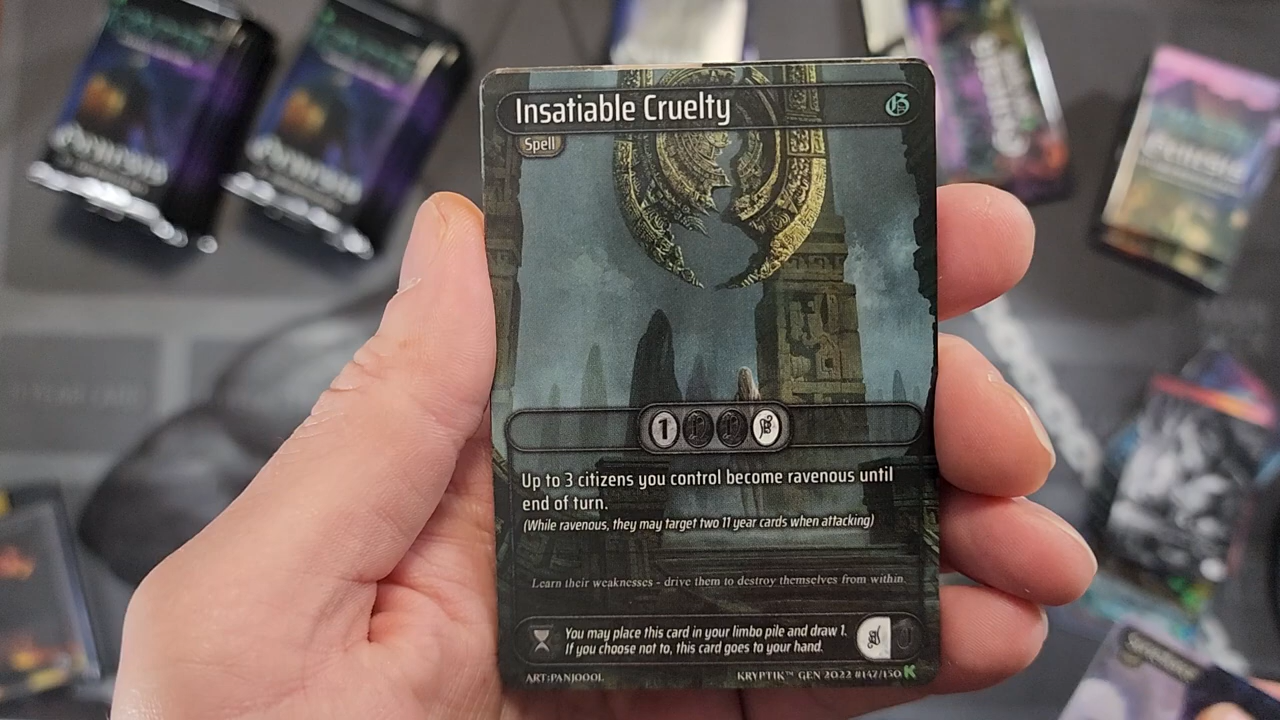 Insatiable Cruelty
Spell
1
Up to 3 citizens you control become ravenous until
end of turn.
(While ravenous, they may target two 11 year cards when attacking)
Learn their weaknesses - drive them to destroy themselves from within.
You may place this card in your limbo pile and draw 1.
If you choose not to, this card goes to your hand.
ART:PANJOOOL
KRYPTIK™ GEN 2022 #147/150